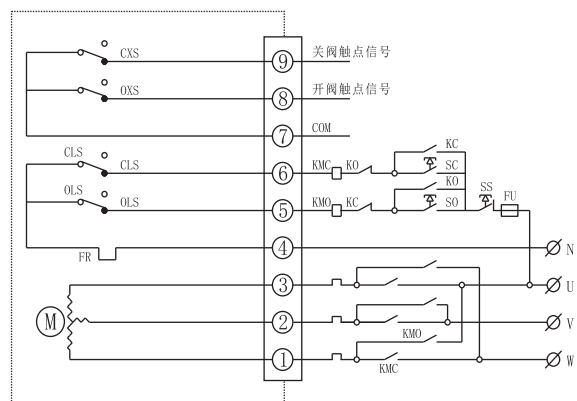 CXS ⑨ 关阀触点信号
OXS ⑧ 开阀触点信号
⑦ COM
CLS CLS ⑥ KMC KO KC SC
OLS OLS ⑤ KMO KC KO SO SS FU
FR ④ N
③ U
M ② V
① KMO KMC W